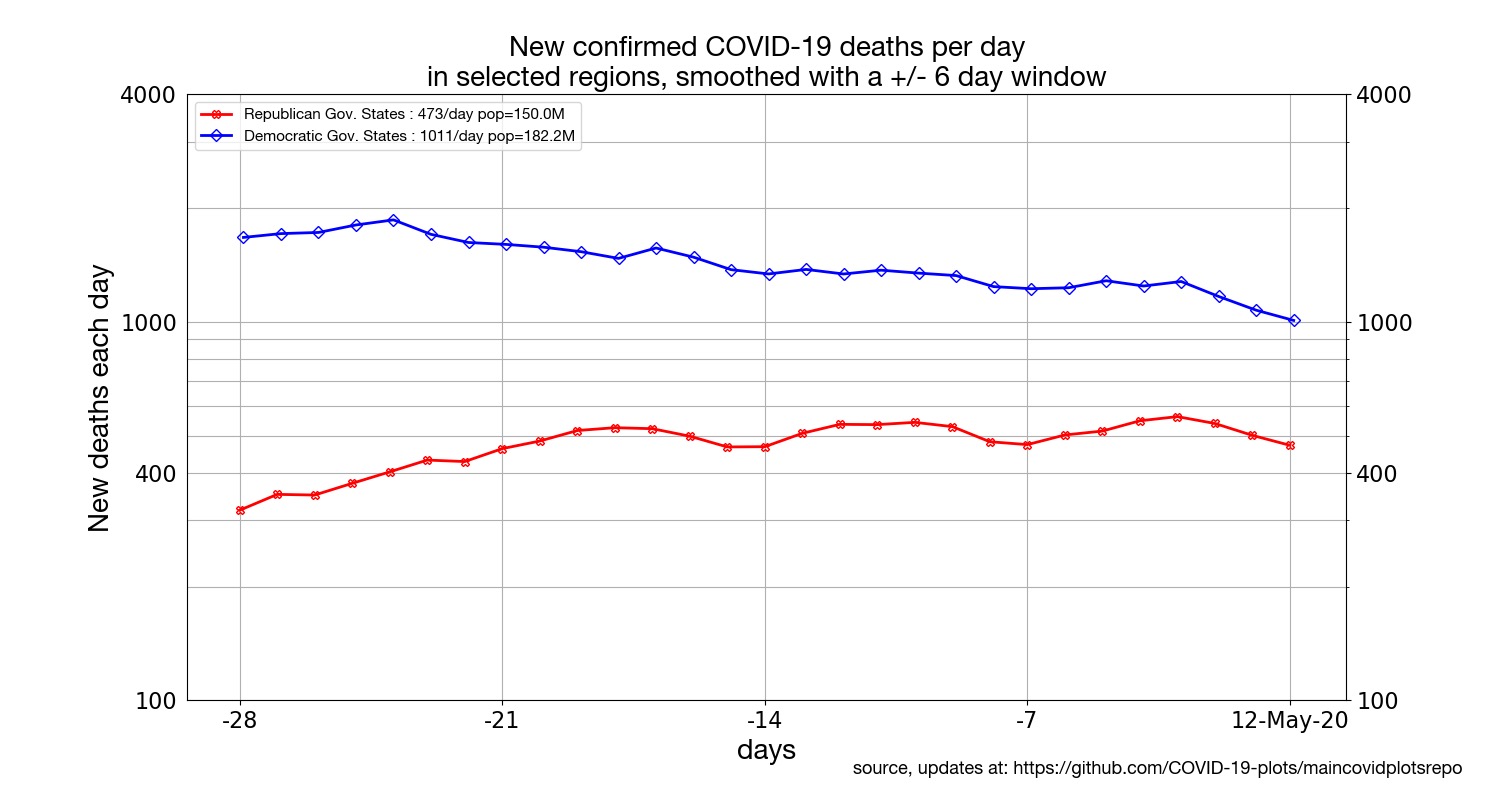 New confirmed COVID-19 deaths per day
in selected regions, smoothed with a +/- 6 day window
4000
4000
Republican Gov. States : 473/day pop=150.0M
Democratic Gov. States : 1011/day pop=182.2M
New deaths each day
1000
1000
400
400
100
100
-28
-21
-14
-7
12-May-20
days
source, updates at: https://github.com/COVID-19-plots/maincovidplotsrepo